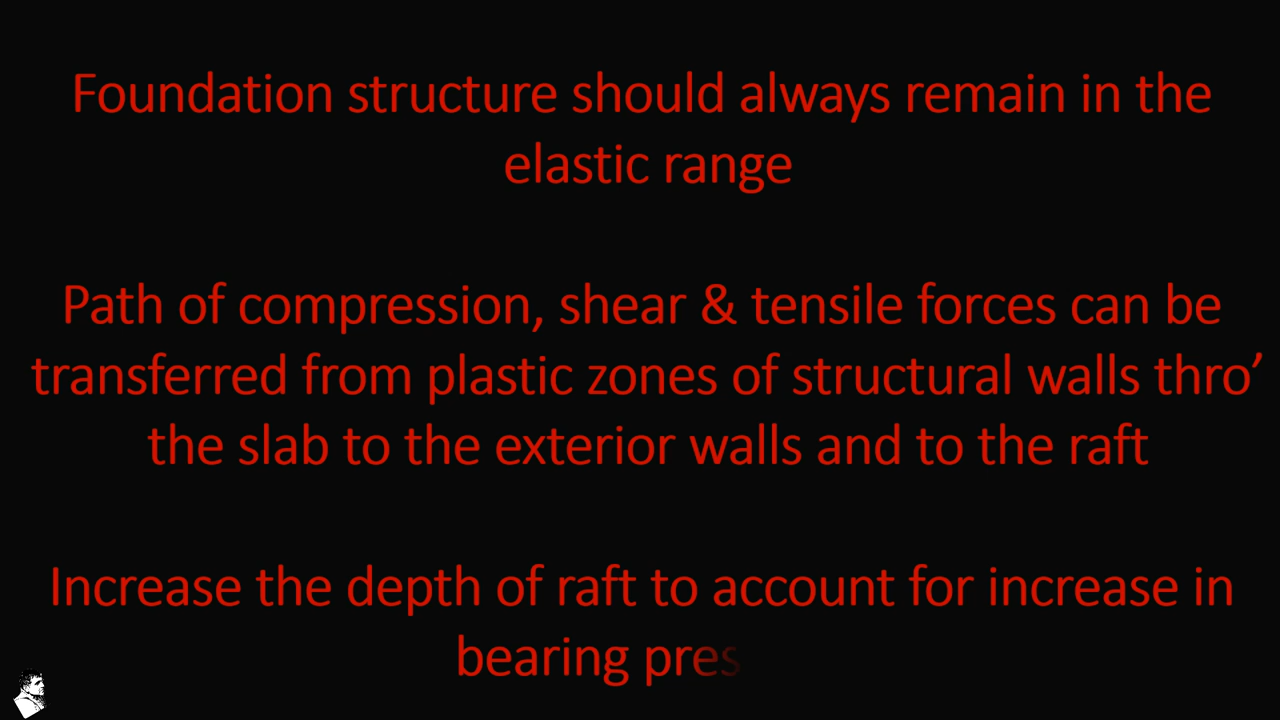 Foundation structure should always remain in the
elastic range
Path of compression, shear & tensile forces can be
transferred from plastic zones of structural walls thro’
the slab to the exterior walls and to the raft
Increase the depth of raft to account for increase in
bearing pres